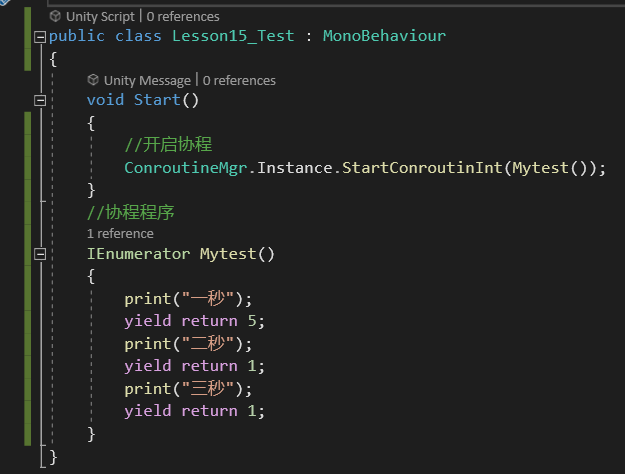 Unity Script | 0 references
public class Lesson15_Test : MonoBehaviour
{
Unity Message | 0 references
void Start()
{
//开启协程
ConroutineMgr.Instance.StartConroutinInt(Mytest());
}
//协程程序
1 reference
IEnumerator Mytest()
{
print("一秒");
yield return 5;
print("二秒");
yield return 1;
print("三秒");
yield return 1;
}
}